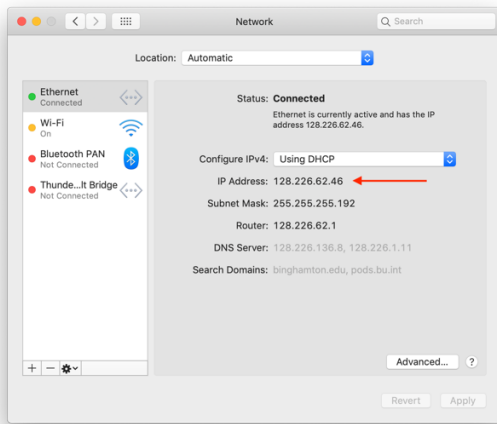 Network
Search
Location: Automatic
Ethernet
Connected
Wi-Fi
On
Bluetooth PAN
Not Connected
Thunde...lt Bridge
Not Connected
Status: Connected
Ethernet is currently active and has the IP
address 128.226.62.46.
Configure IPv4: Using DHCP
IP Address: 128.226.62.46
Subnet Mask: 255.255.255.192
Router: 128.226.62.1
DNS Server: 128.226.136.8, 128.226.1.11
Search Domains: binghamton.edu, pods.bu.int
Advanced... ?
Revert Apply